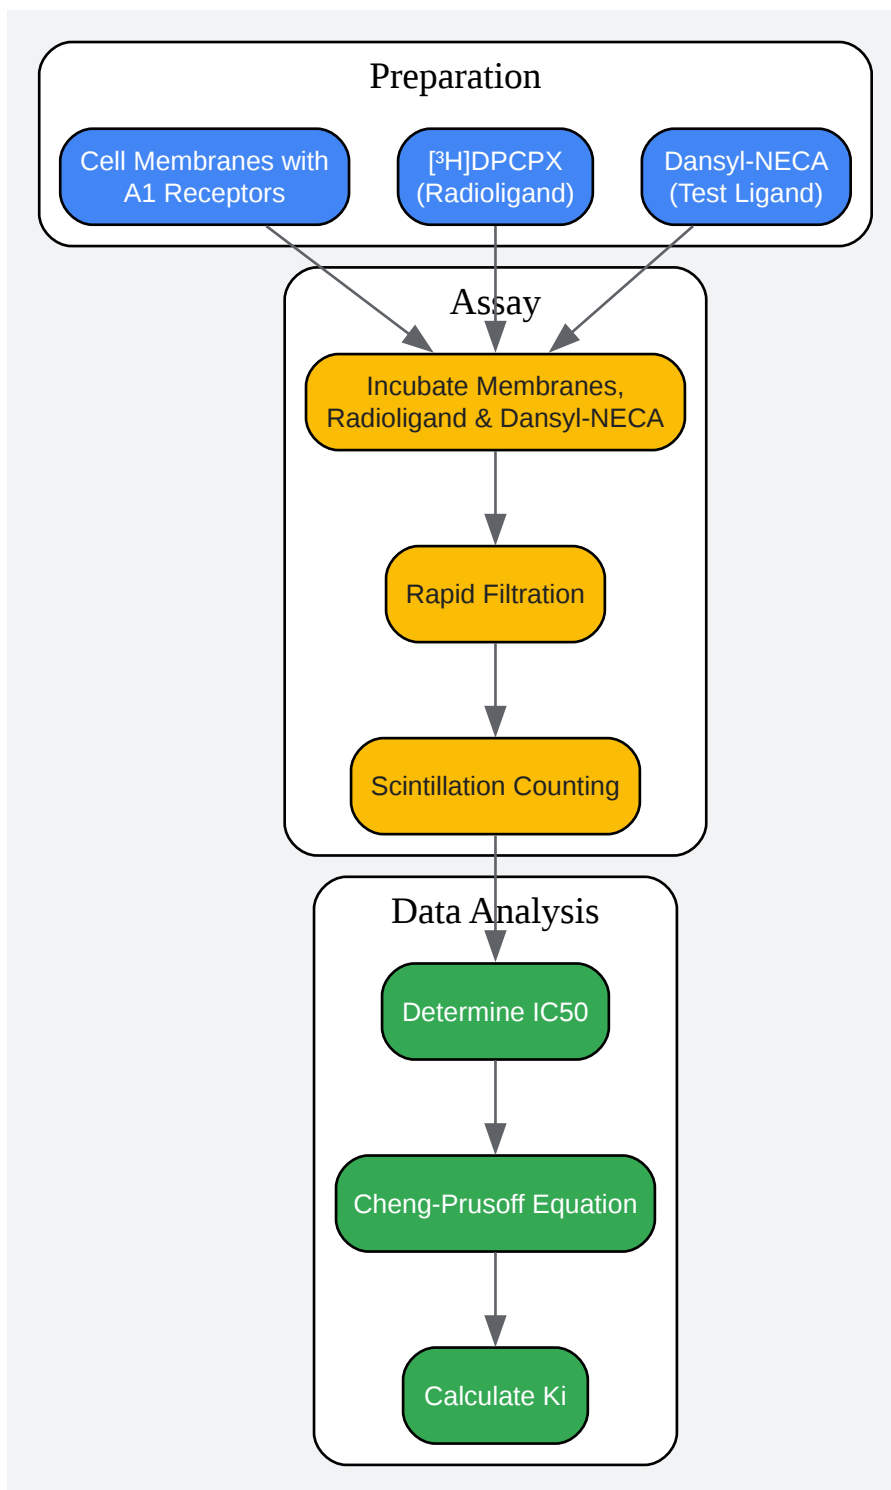 Preparation
Cell Membranes with
A1 Receptors
[³H]DPCPX
(Radioligand)
Dansyl-NECA
(Test Ligand)
Assay
Incubate Membranes,
Radioligand & Dansyl-NECA
Rapid Filtration
Scintillation Counting
Data Analysis
Determine IC50
Cheng-Prusoff Equation
Calculate Ki